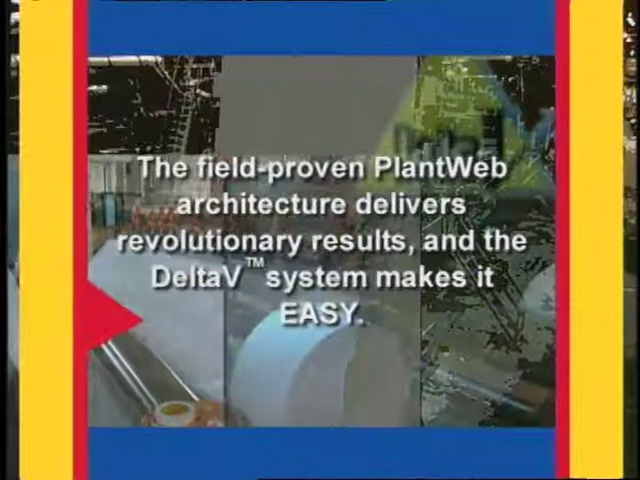 The field-proven PlantWeb
architecture delivers
revolutionary results, and the
DeltaV™ system makes it
EASY.